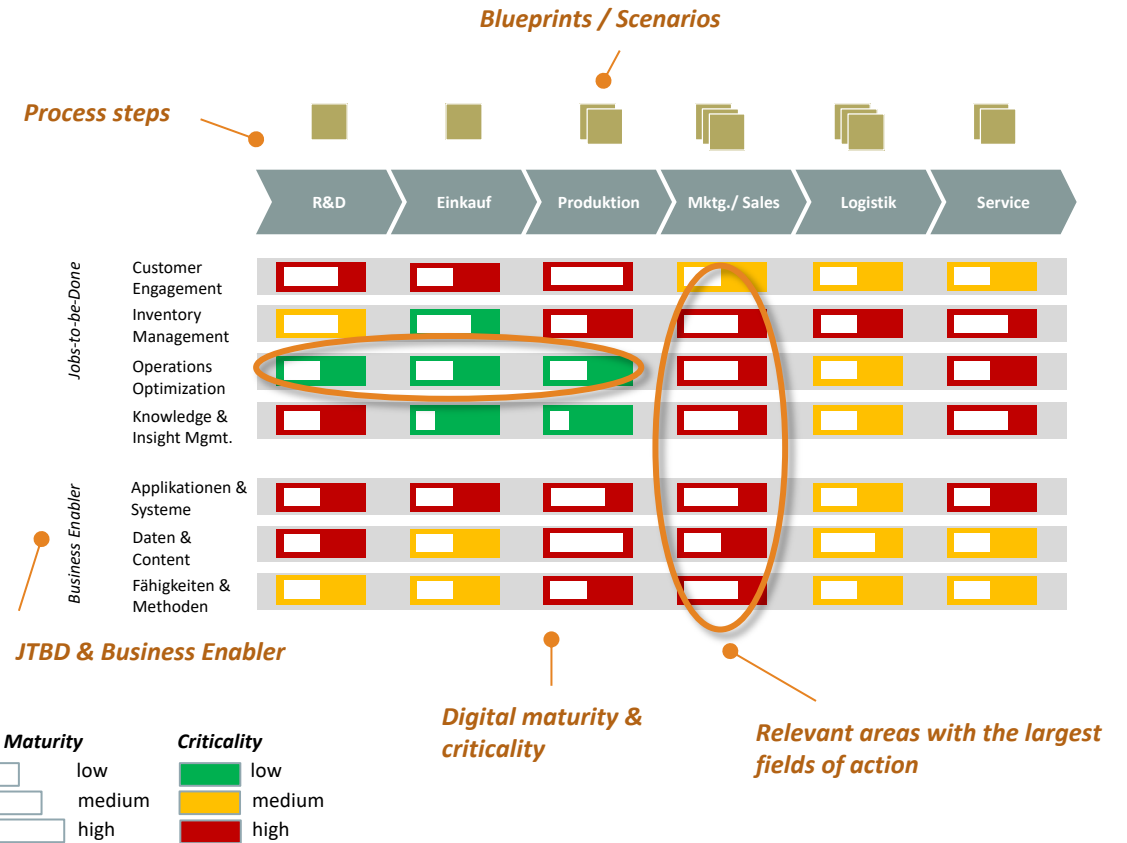 Blueprints / Scenarios
Process steps
R&D
Einkauf
Produktion
Mktg./ Sales
Logistik
Service
Jobs-to-be-Done
Customer
Engagement
Inventory
Management
Operations
Optimization
Knowledge &
Insight Mgmt.
Business Enabler
Applikationen &
Systeme
Daten &
Content
Fähigkeiten &
Methoden
JTBD & Business Enabler
Digital maturity &
criticality
Relevant areas with the largest
fields of action
Maturity
low
medium
high
Criticality
low
medium
high